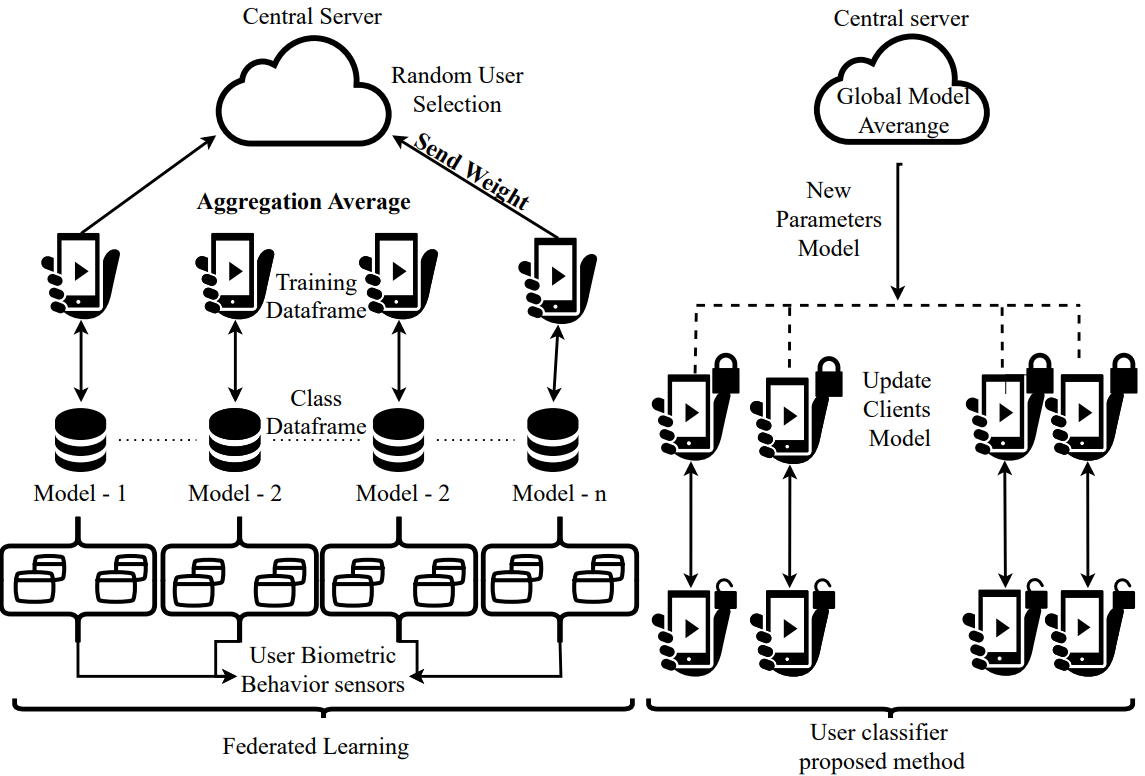 Central Server
Random User
Selection
Send Weight
Aggregation Average
Training
Dataframe
Class
Dataframe
Model - 1
Model - 2
Model - 2
Model - n
User Biometric
Behavior sensors
Federated Learning
Central server
Global Model
Averange
New
Parameters
Model
Update
Clients
Model
User classifier
proposed method